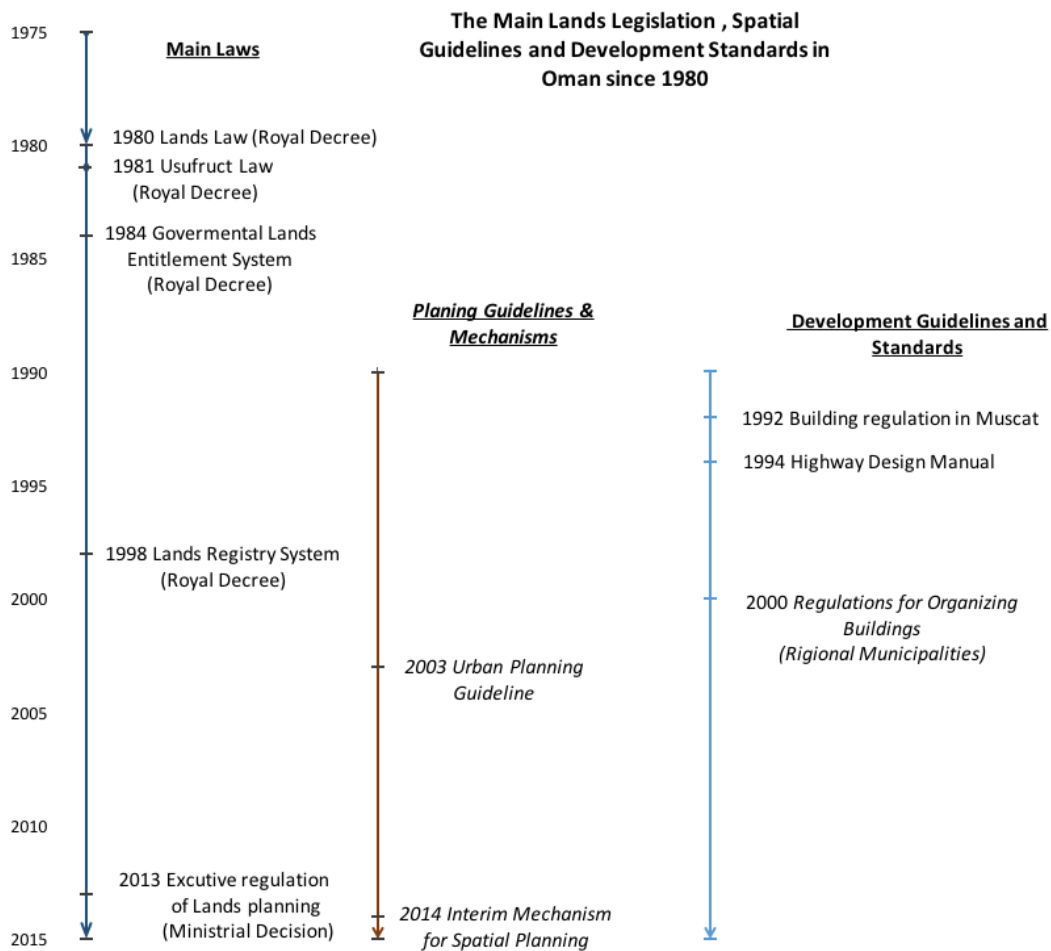 The Main Lands Legislation , Spatial
Guidelines and Development Standards in
Oman since 1980
1975
1980
1985
1990
1995
2000
2005
2010
2015
Main Laws
1980 Lands Law (Royal Decree)
1981 Usufruct Law
(Royal Decree)
1984 Govermental Lands
Entitlement System
(Royal Decree)
1998 Lands Registry System
(Royal Decree)
2013 Excutive regulation
of Lands planning
(Ministrial Decision)
Planing Guidelines &
Mechanisms
2003 Urban Planning
Guideline
2014 Interim Mechanism
for Spatial Planning
Development Guidelines and
Standards
1992 Building regulation in Muscat
1994 Highway Design Manual
2000 Regulations for Organizing
Buildings
(Rigional Municipalities)